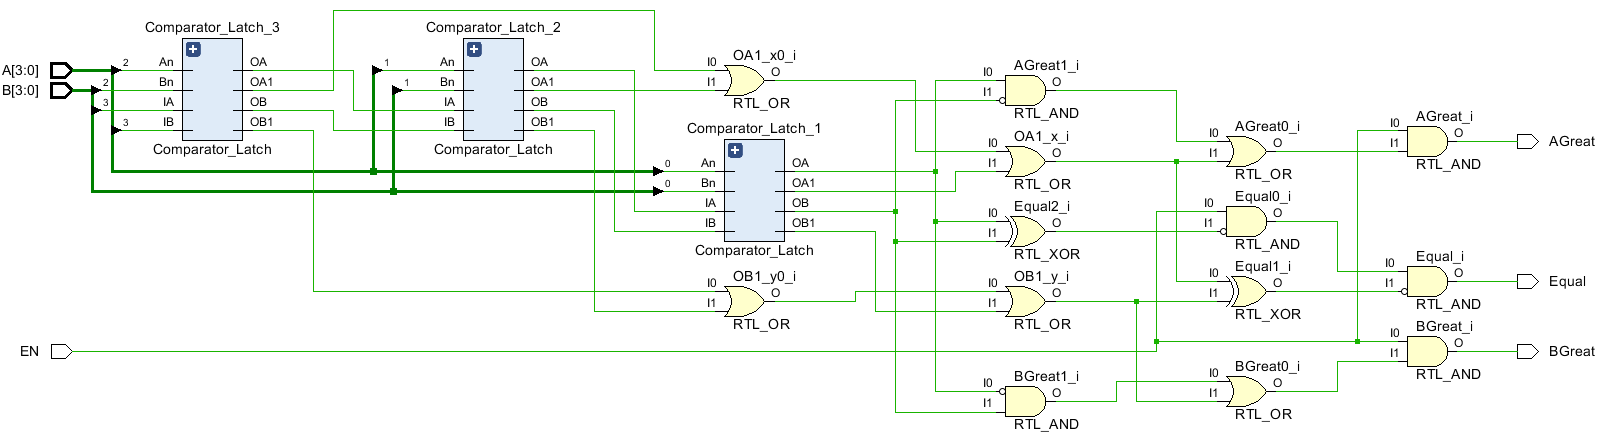 Comparator_Latch_3
A[3:0]
B[3:0]
2
2
3
3
An
Bn
IA
IB
OA
OA1
OB
OB1
Comparator_Latch
Comparator_Latch_2
1
1
An
Bn
IA
IB
OA
OA1
OB
OB1
Comparator_Latch
OA1_x0_i
I0
I1
O
RTL_OR
Comparator_Latch_1
0
0
An
Bn
IA
IB
OA
OA1
OB
OB1
Comparator_Latch
OB1_y0_i
I0
I1
O
RTL_OR
EN
AGreat1_i
I0
I1
O
RTL_AND
OA1_x_i
I0
I1
O
RTL_OR
Equal2_i
I0
I1
O
RTL_XOR
OB1_y_i
I0
I1
O
RTL_OR
BGreat1_i
I0
I1
O
RTL_AND
AGreat0_i
I0
I1
O
RTL_OR
Equal0_i
I0
I1
O
RTL_AND
Equal1_i
I0
I1
O
RTL_XOR
BGreat0_i
I0
I1
O
RTL_OR
AGreat_i
I0
I1
O
RTL_AND
AGreat
Equal_i
I0
I1
O
RTL_AND
Equal
BGreat_i
I0
I1
O
RTL_AND
BGreat